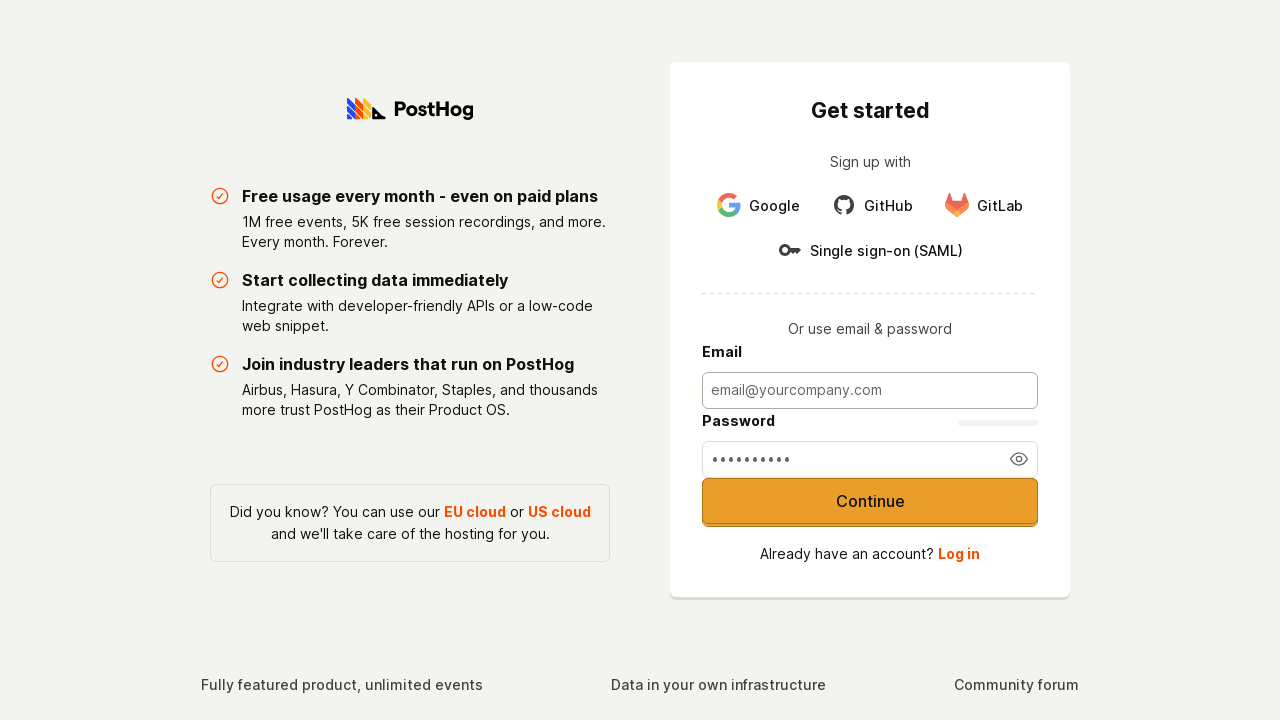 PostHog
Free usage every month - even on paid plans
1M free events, 5K free session recordings, and more.
Every month. Forever.
Start collecting data immediately
Integrate with developer-friendly APIs or a low-code
web snippet.
Join industry leaders that run on PostHog
Airbus, Hasura, Y Combinator, Staples, and thousands
more trust PostHog as their Product OS.
Did you know? You can use our EU cloud or US cloud
and we'll take care of the hosting for you.
Get started
Sign up with
Google GitHub GitLab
Single sign-on (SAML)
Or use email & password
Email
email@yourcompany.com
Password
••••••••••
Continue
Already have an account? Log in
Fully featured product, unlimited events Data in your own infrastructure Community forum